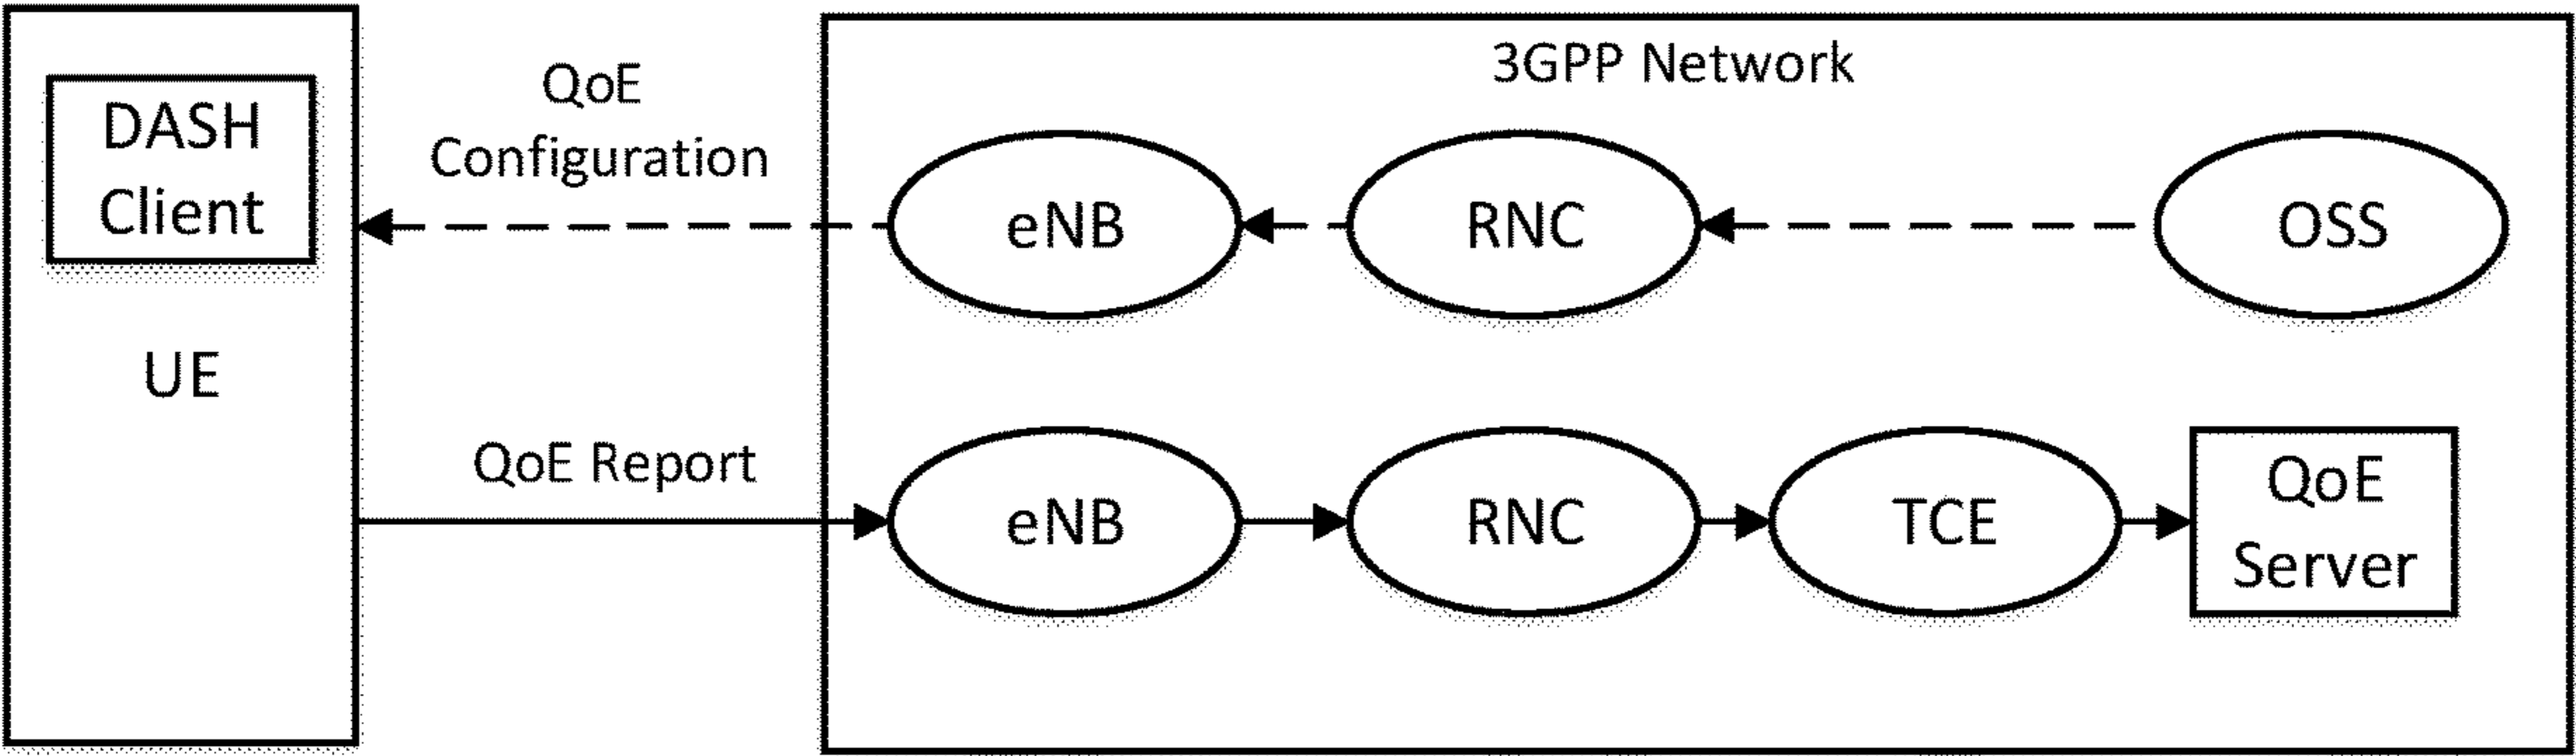 DASH
Client
UE
QoE
Configuration
QoE Report
3GPP Network
eNB
RNC
OSS
eNB
RNC
TCE
QoE
Server